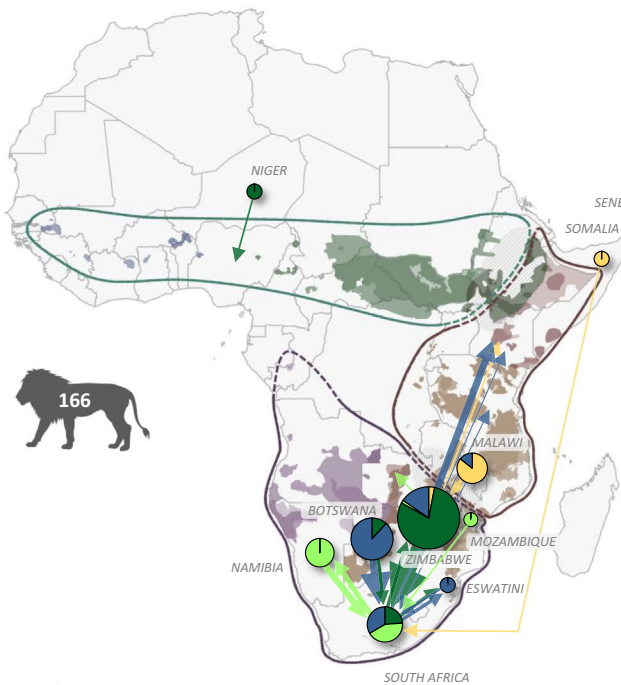 NIGER
SENE
SOMALIA
166
MALAWI
BOTSWANA
MOZAMBIQUE
ZIMBABWE
NAMIBIA
ESWATINI
SOUTH AFRICA